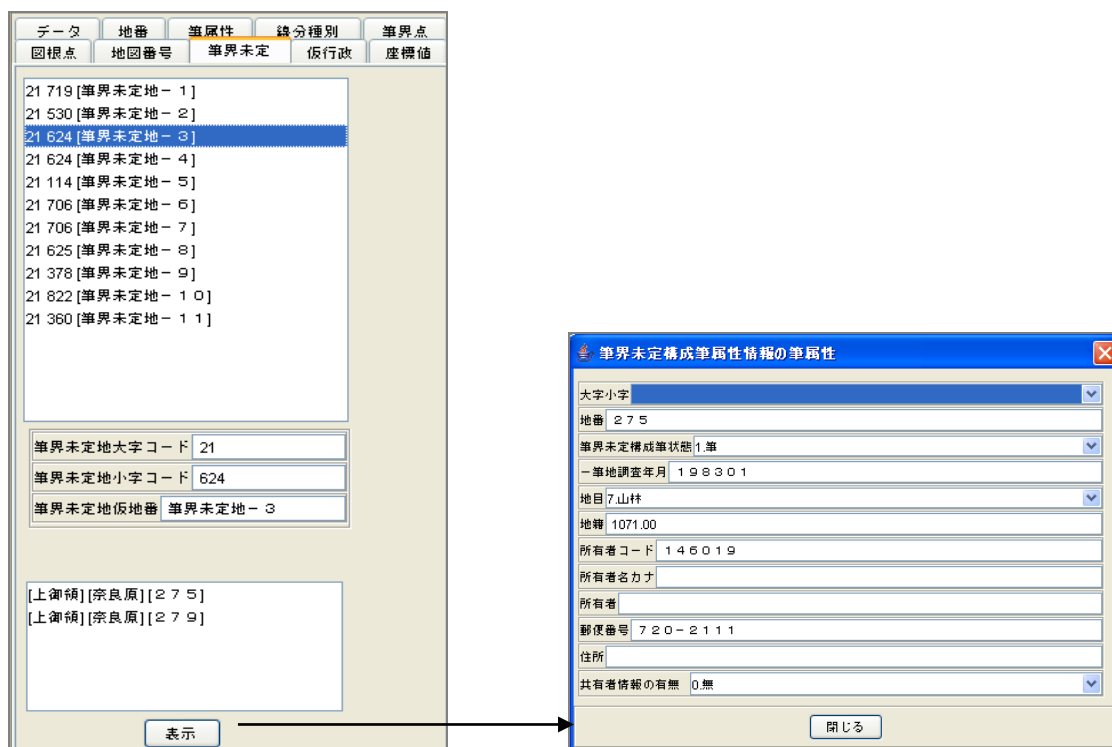 データ 地番 筆属性 線分種別 筆界点
図根点 地図番号 筆界未定 仮行政 座標値
21 719 [筆界未定地－１]
21 530 [筆界未定地－２]
21 624 [筆界未定地－３]
21 624 [筆界未定地－４]
21 114 [筆界未定地－５]
21 706 [筆界未定地－６]
21 706 [筆界未定地－７]
21 625 [筆界未定地－８]
21 378 [筆界未定地－９]
21 822 [筆界未定地－１０]
21 360 [筆界未定地－１１]
筆界未定地大字コード 21
筆界未定地小字コード 624
筆界未定地仮地番 筆界未定地－３
[上御領][奈良原][２７５]
[上御領][奈良原][２７９]
表示
筆界未定構成筆属性情報の筆属性
大字小字
地番 ２７５
筆界未定構成筆状態 1.筆
一筆地調査年月 １９８３０１
地目 7.山林
地積 1071.00
所有者コード １４６０１９
所有者名カナ
所有者
郵便番号 ７２０－２１１１
住所
共有者情報の有無 0.無
閉じる